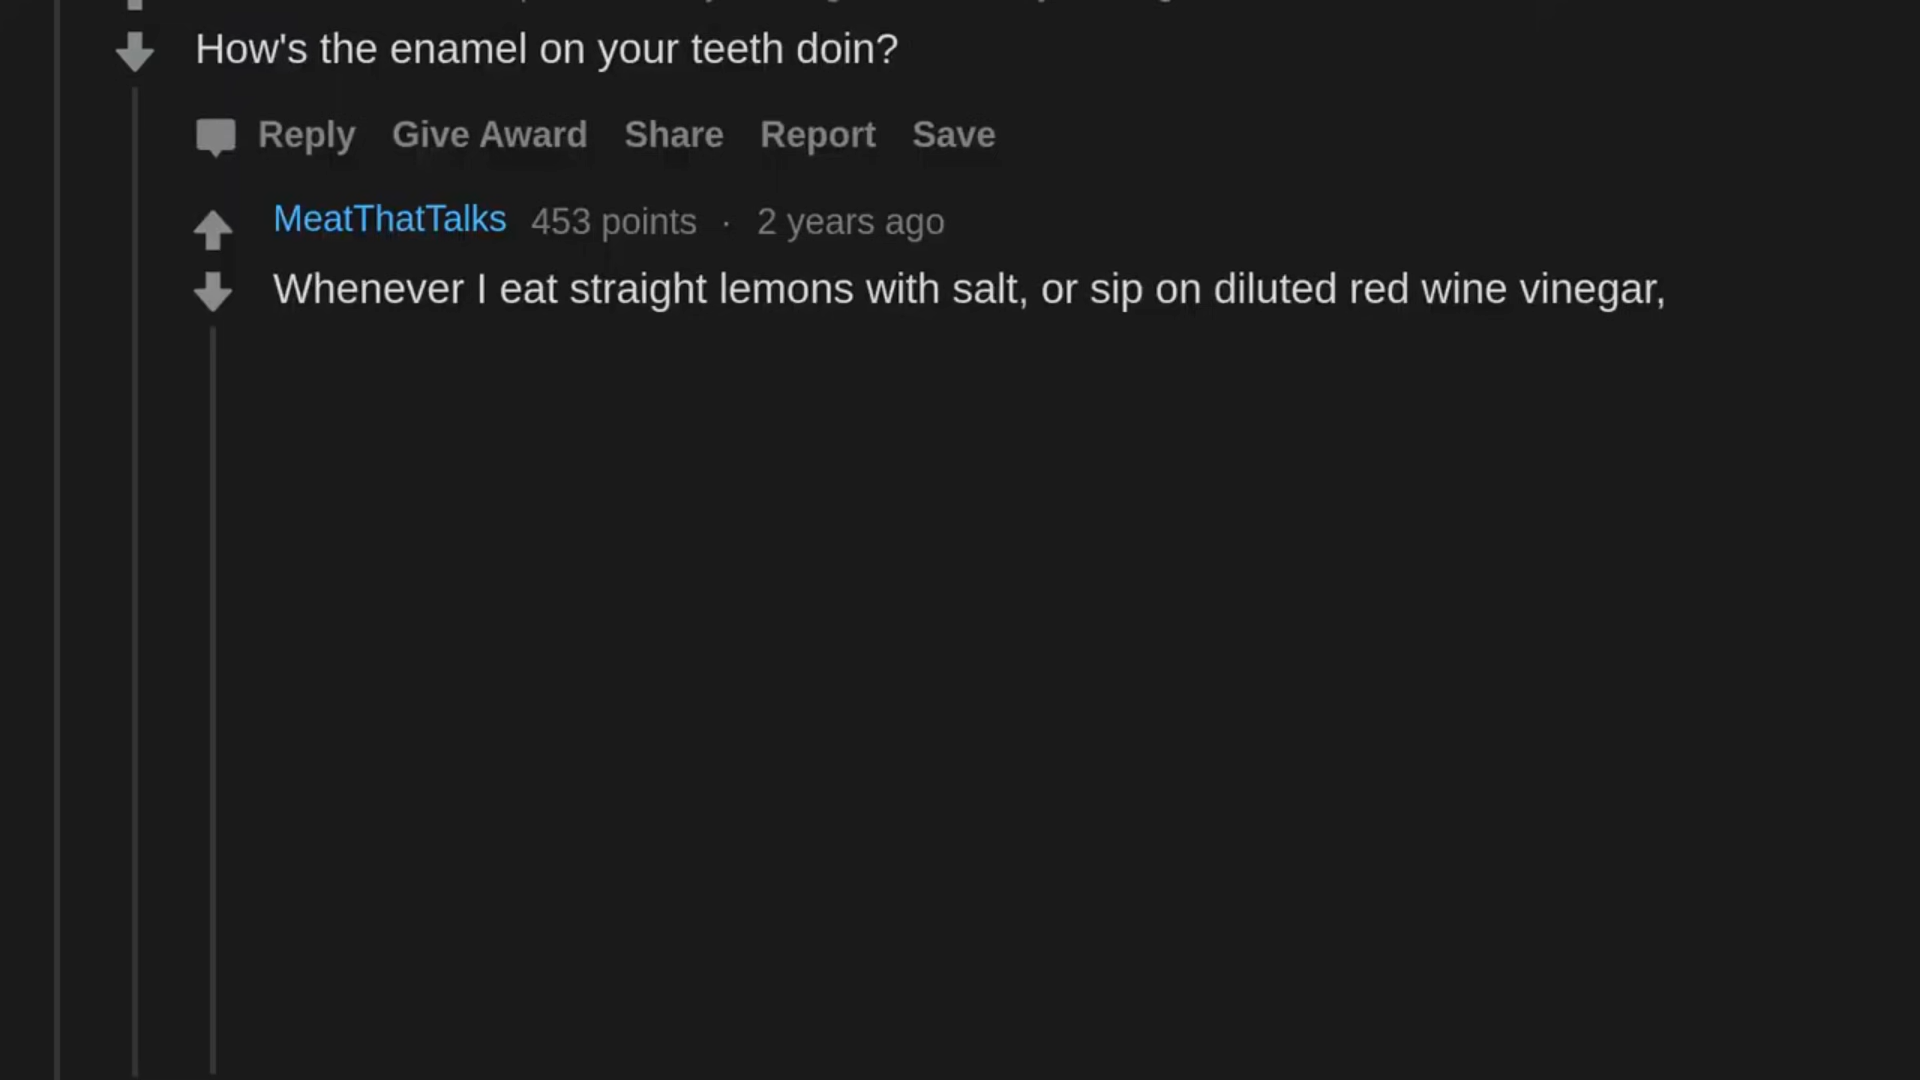 How's the enamel on your teeth doin?
Reply Give Award Share Report Save
MeatThatTalks 453 points · 2 years ago
Whenever I eat straight lemons with salt, or sip on diluted red wine vinegar,